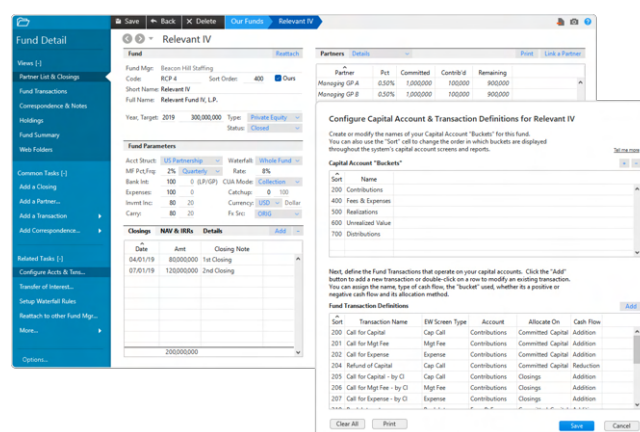 Save Back Delete Our Funds Relevant IV
Fund Detail
Relevant IV
Views [-]
Partner List & Closings
Fund Transactions
Correspondence & Notes
Holdings
Fund Summary
Web Folders
Common Tasks [-]
Add a Closing
Add a Partner...
Add a Transaction
Add Correspondence...
Related Tasks [-]
Configure Accts & Txns...
Transfer of Interest...
Setup Waterfall Rules
Reattach to other Fund Mgr...
More...
Options...
Fund Reattach
Fund Mgr: Beacon Hill Staffing
Code: RCP 4 Sort Order: 400 Ours
Short Name: Relevant IV
Full Name: Relevant Fund IV, L.P.
Year, Target: 2019 300,000,000 Type: Private Equity
Status: Closed
Fund Parameters
Acct Struct: US Partnership Waterfall: Whole Fund
MF Pct,Frq: 2% Quarterly Rate: 8%
Bank Int: 100 0 (LP/GP) CUA Mode: Collection
Expenses: 100 0 Catchup: 0 100
Invmt Inc: 80 20 Currency: USD Dollar
Carry: 80 20 Fx Src: ORIG
Closings NAV & IRRs Details Add
Date Amt Closing Note
04/01/19 80,000,000 1st Closing
07/01/19 120,000,000 2nd Closing
200,000,000
Partners Details Print Link a Partner
Partner Pct Committed Contrib'd Remaining
Managing GP A 0.50% 1,000,000 100,000 900,000
Managing GP B 0.50% 1,000,000 100,000 900,000
Configure Capital Account & Transaction Definitions for Relevant IV
Create or modify the names of your Capital Account "Buckets" for this fund.
You can also use the "Sort" cell to change the order in which buckets are displayed
throughout the system's capital account screens and reports.
Tell me more
Capital Account "Buckets"
Sort Name
200 Contributions
400 Fees & Expenses
500 Realizations
600 Unrealized Value
700 Distributions
Next, define the Fund Transactions that operate on your capital accounts. Click the "Add"
button to add a new transaction or double-click on a row to modify an existing transaction.
You can assign the name, type of cash flow, the "bucket" used, whether its a positive or
negative cash flow and its allocation method.
Fund Transaction Definitions Add
Sort Transaction Name EW Screen Type Account Allocate On Cash Flow
200 Call for Capital Cap Call Contributions Committed Capital Addition
201 Call for Mgt Fee Mgt Fee Contributions Committed Capital Addition
202 Call for Expense Cap Call Contributions Committed Capital Addition
204 Refund of Capital Cap Call Contributions Committed Capital Reduction
205 Call for Capital - by Cl Cap Call Contributions Closings Addition
206 Call for Mgt Fee - by Cl Mgt Fee Contributions Closings Addition
207 Call for Expense - by Cl Cap Call Contributions Closings Addition
Clear All Print Save Cancel